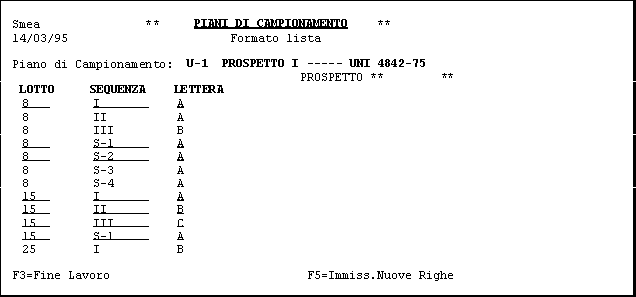 Smea ** PIANI DI CAMPIONAMENTO **
14/03/95 Formato lista
Piano di Campionamento: U-1 PROSPETTO I ----- UNI 4842-75
PROSPETTO ** **
LOTTO SEQUENZA LETTERA
8 I A
8 II A
8 III B
8 S-1 A
8 S-2 A
8 S-3 A
8 S-4 A
15 I A
15 II B
15 III C
15 S-1 A
25 I B
F3=Fine Lavoro F5=Immiss.Nuove Righe